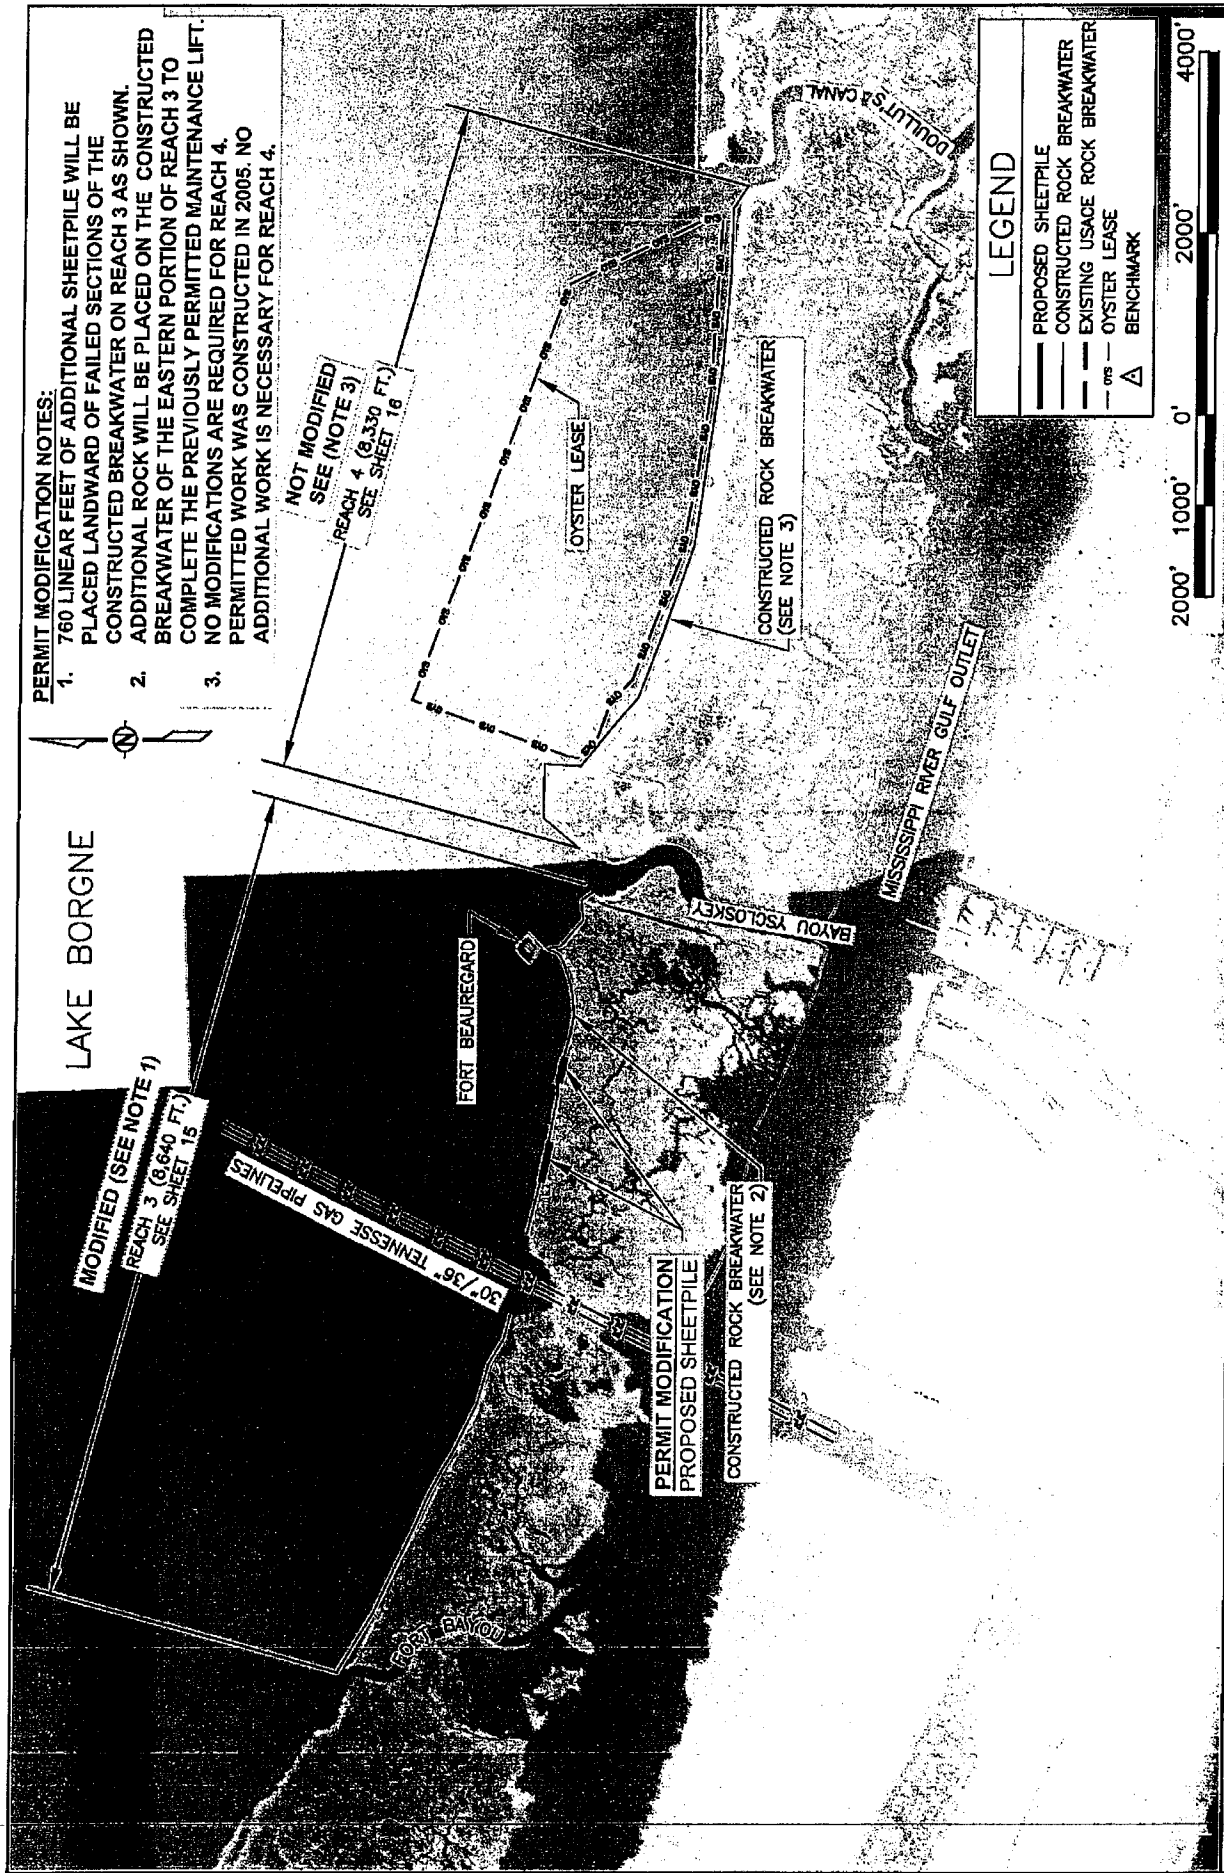 PERMIT MODIFICATION NOTES:
1. 760 LINEAR FEET OF ADDITIONAL SHEETPILE WILL BE
PLACED LANDWARD OF FAILED SECTIONS OF THE
CONSTRUCTED BREAKWATER ON REACH 3 AS SHOWN.
2. ADDITIONAL ROCK WILL BE PLACED ON THE CONSTRUCTED
BREAKWATER OF THE EASTERN PORTION OF REACH 3 TO
COMPLETE THE PREVIOUSLY PERMITTED MAINTENANCE LIFT.
3. NO MODIFICATIONS ARE REQUIRED FOR REACH 4.
PERMITTED WORK WAS CONSTRUCTED IN 2005. NO
ADDITIONAL WORK IS NECESSARY FOR REACH 4.
N
LAKE BORGNE
MODIFIED (SEE NOTE 1)
REACH 3 (8,640 FT.)
SEE SHEET 15
NOT MODIFIED
SEE (NOTE 3)
REACH 4 (8,330 FT.)
SEE SHEET 16
30"/36" TENNESSE GAS PIPELINES
FORT BEAUREGARD
OYSTER LEASE
FORT BAYOU
BAYOU YSCLOSKEY
DOULLUT'S CANAL
PERMIT MODIFICATION
PROPOSED SHEETPILE
CONSTRUCTED ROCK BREAKWATER
(SEE NOTE 2)
CONSTRUCTED ROCK BREAKWATER
(SEE NOTE 3)
MISSISSIPPI RIVER GULF OUTLET
LEGEND
PROPOSED SHEETPILE
CONSTRUCTED ROCK BREAKWATER
EXISTING USACE ROCK BREAKWATER
OYS OYSTER LEASE
BENCHMARK
2000' 1000' 0' 2000' 4000'